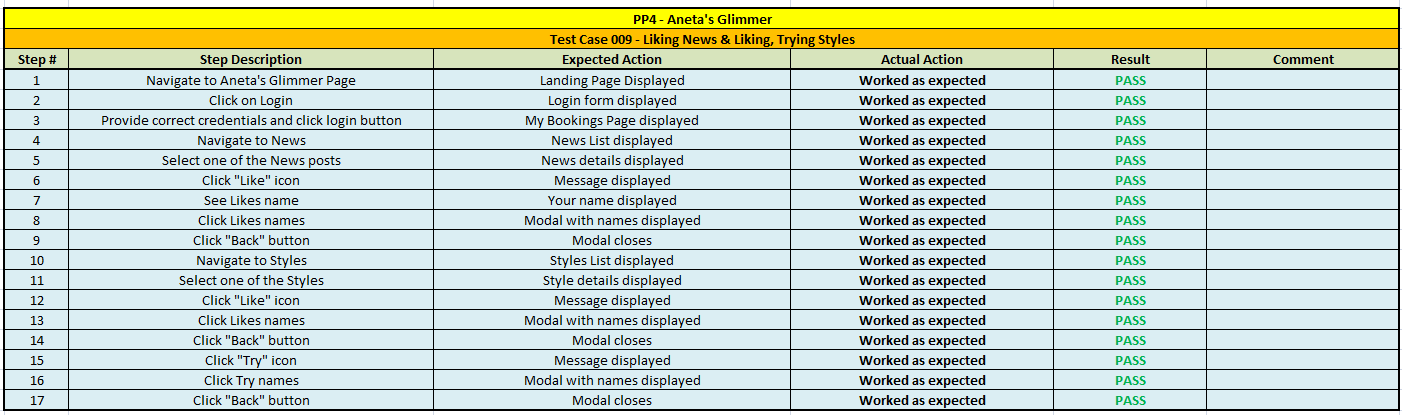 PP4 - Aneta's Glimmer
Test Case 009 - Liking News & Liking, Trying Styles
Step # Step Description Expected Action Actual Action Result Comment
1 Navigate to Aneta's Glimmer Page Landing Page Displayed Worked as expected PASS
2 Click on Login Login form displayed Worked as expected PASS
3 Provide correct credentials and click login button My Bookings Page displayed Worked as expected PASS
4 Navigate to News News List displayed Worked as expected PASS
5 Select one of the News posts News details displayed Worked as expected PASS
6 Click "Like" icon Message displayed Worked as expected PASS
7 See Likes name Your name displayed Worked as expected PASS
8 Click Likes names Modal with names displayed Worked as expected PASS
9 Click "Back" button Modal closes Worked as expected PASS
10 Navigate to Styles Styles List displayed Worked as expected PASS
11 Select one of the Styles Style details displayed Worked as expected PASS
12 Click "Like" icon Message displayed Worked as expected PASS
13 Click Likes names Modal with names displayed Worked as expected PASS
14 Click "Back" button Modal closes Worked as expected PASS
15 Click "Try" icon Message displayed Worked as expected PASS
16 Click Try names Modal with names displayed Worked as expected PASS
17 Click "Back" button Modal closes Worked as expected PASS